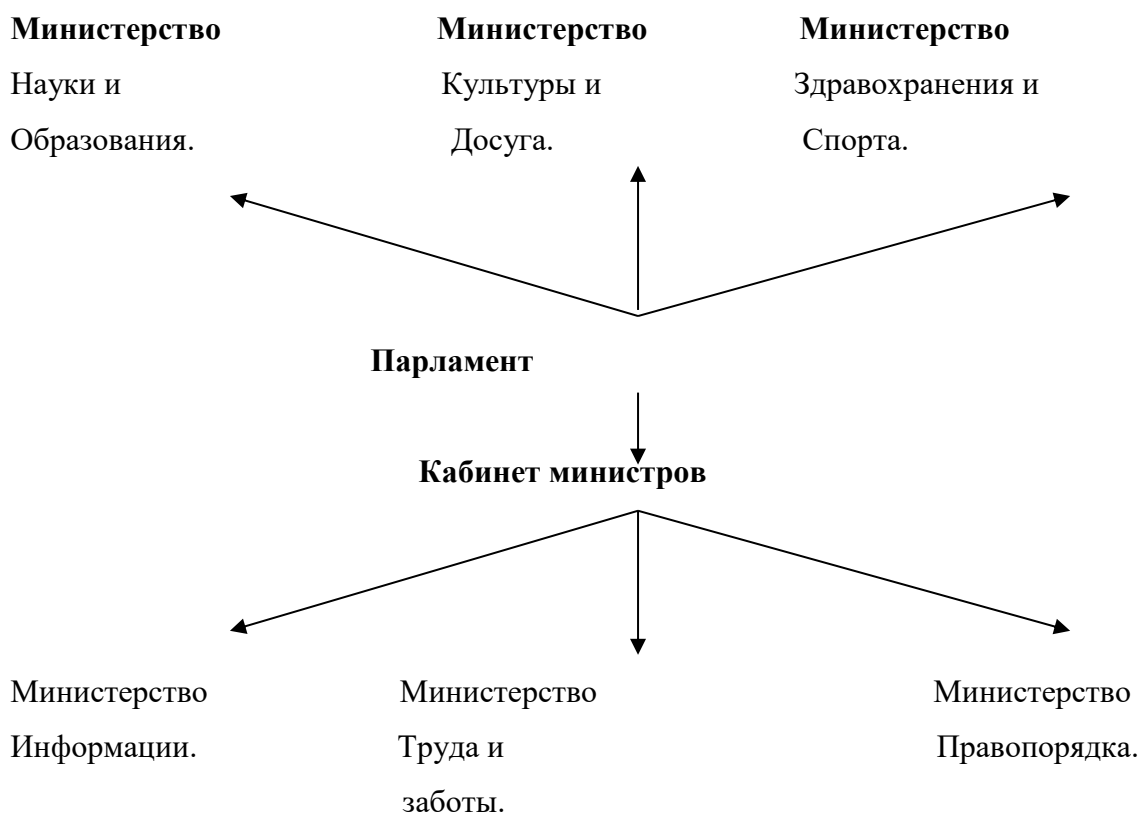 Министерство Министерство Министерство
Науки и Культуры и Здравохранения и
Образования. Досуга. Спорта.
Парламент
Кабинет министров
Министерство Министерство Министерство
Информации. Труда и Правопорядка.
заботы.